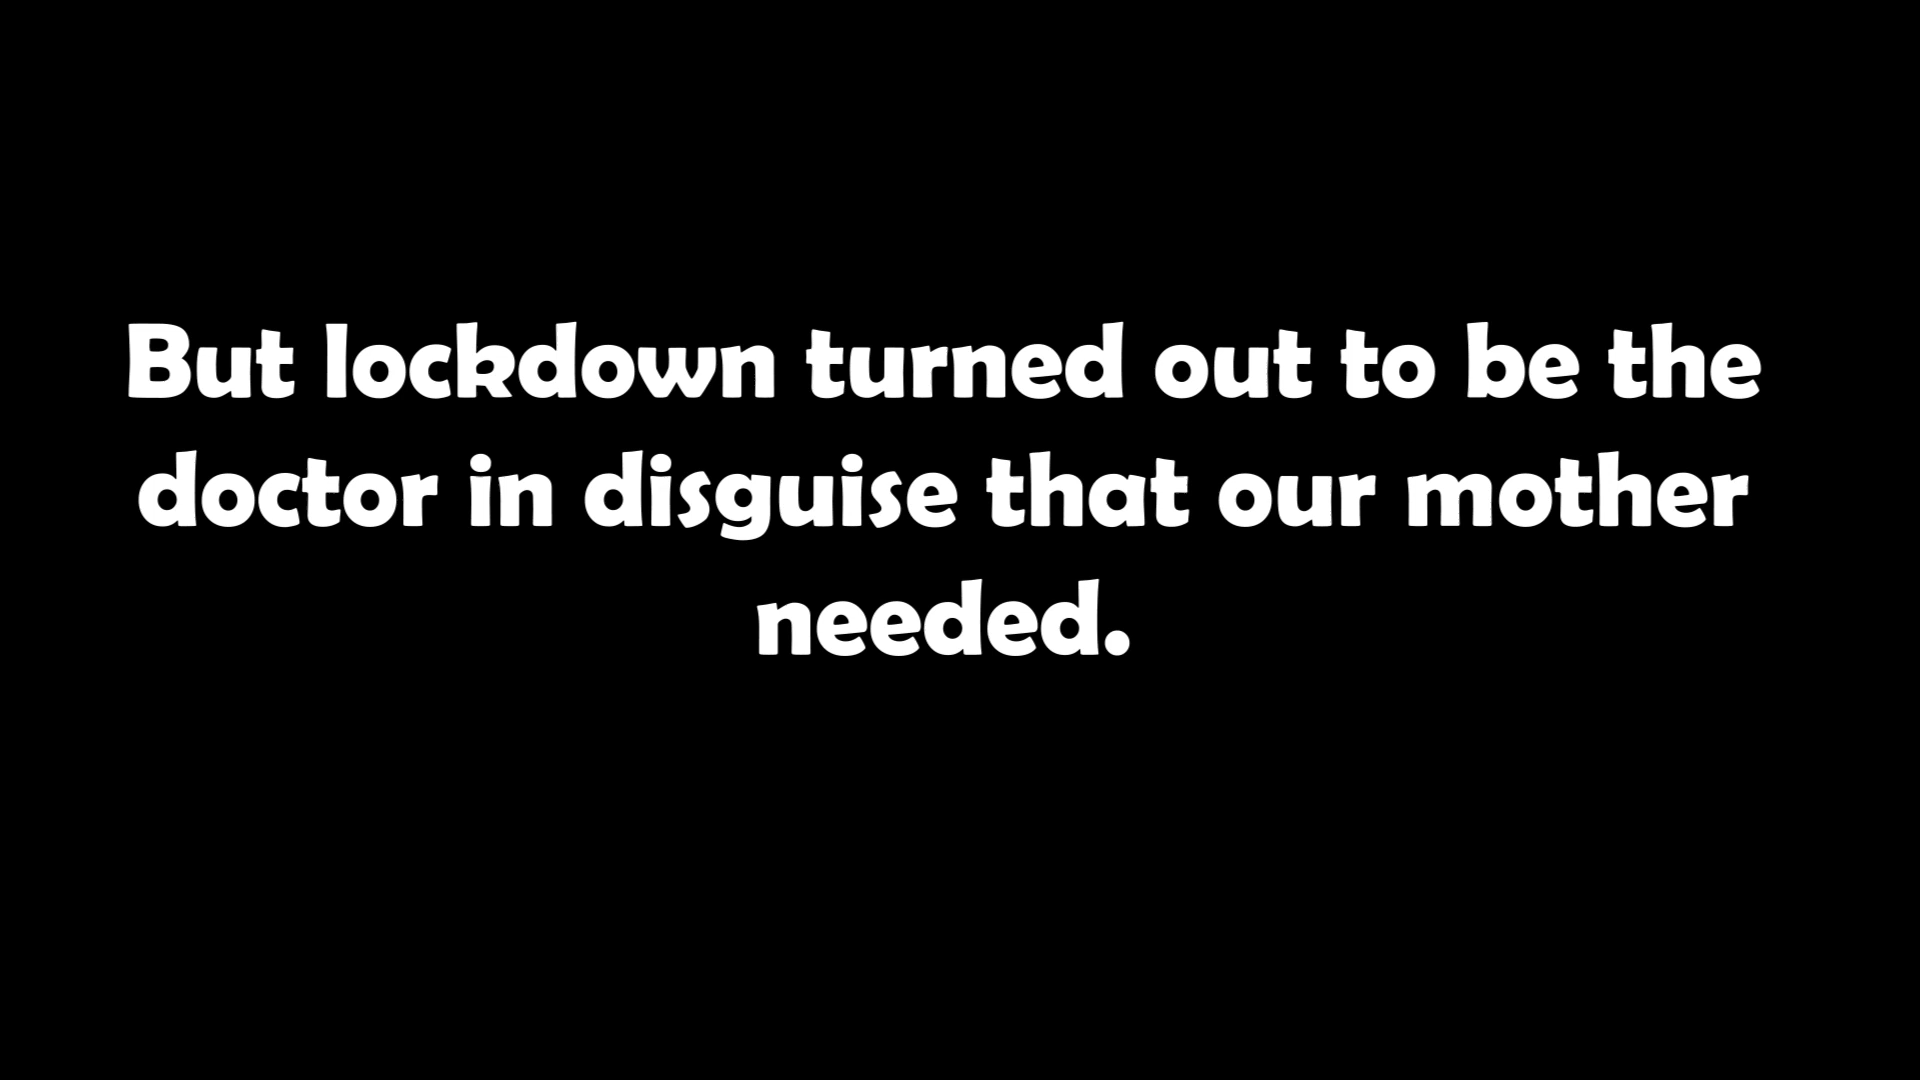 But lockdown turned out to be the
doctor in disguise that our mother
needed.